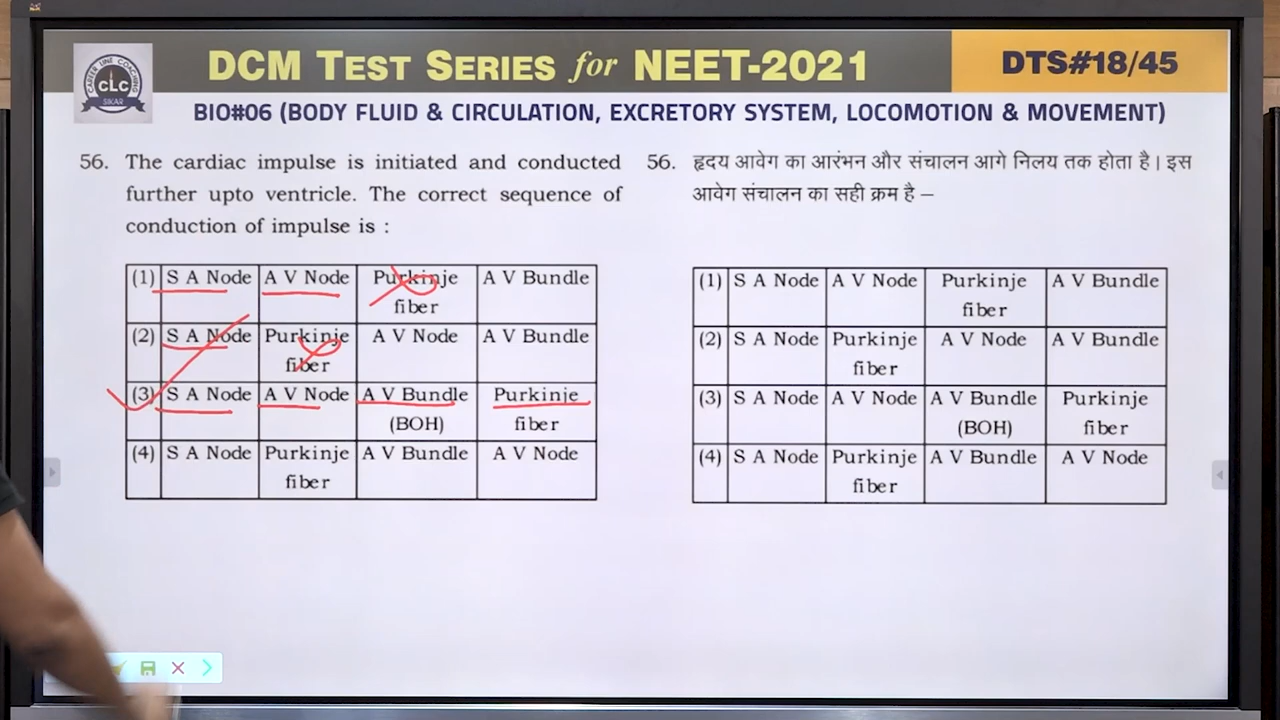 DCM TEST SERIES for NEET-2021
DTS#18/45
CAREER LINE COACHING
CLC
SIKAR
BIO#06 (BODY FLUID & CIRCULATION, EXCRETORY SYSTEM, LOCOMOTION & MOVEMENT)
56. The cardiac impulse is initiated and conducted
further upto ventricle. The correct sequence of
conduction of impulse is :
(1) S A Node A V Node Purkinje A V Bundle
fiber
(2) S A Node Purkinje A V Node A V Bundle
fiber
(3) S A Node A V Node A V Bundle Purkinje
(BOH) fiber
(4) S A Node Purkinje A V Bundle A V Node
fiber
56. हृदय आवेग का आरंभन और संचालन आगे निलय तक होता है। इस
आवेग संचालन का सही क्रम है –
(1) S A Node A V Node Purkinje A V Bundle
fiber
(2) S A Node Purkinje A V Node A V Bundle
fiber
(3) S A Node A V Node A V Bundle Purkinje
(BOH) fiber
(4) S A Node Purkinje A V Bundle A V Node
fiber